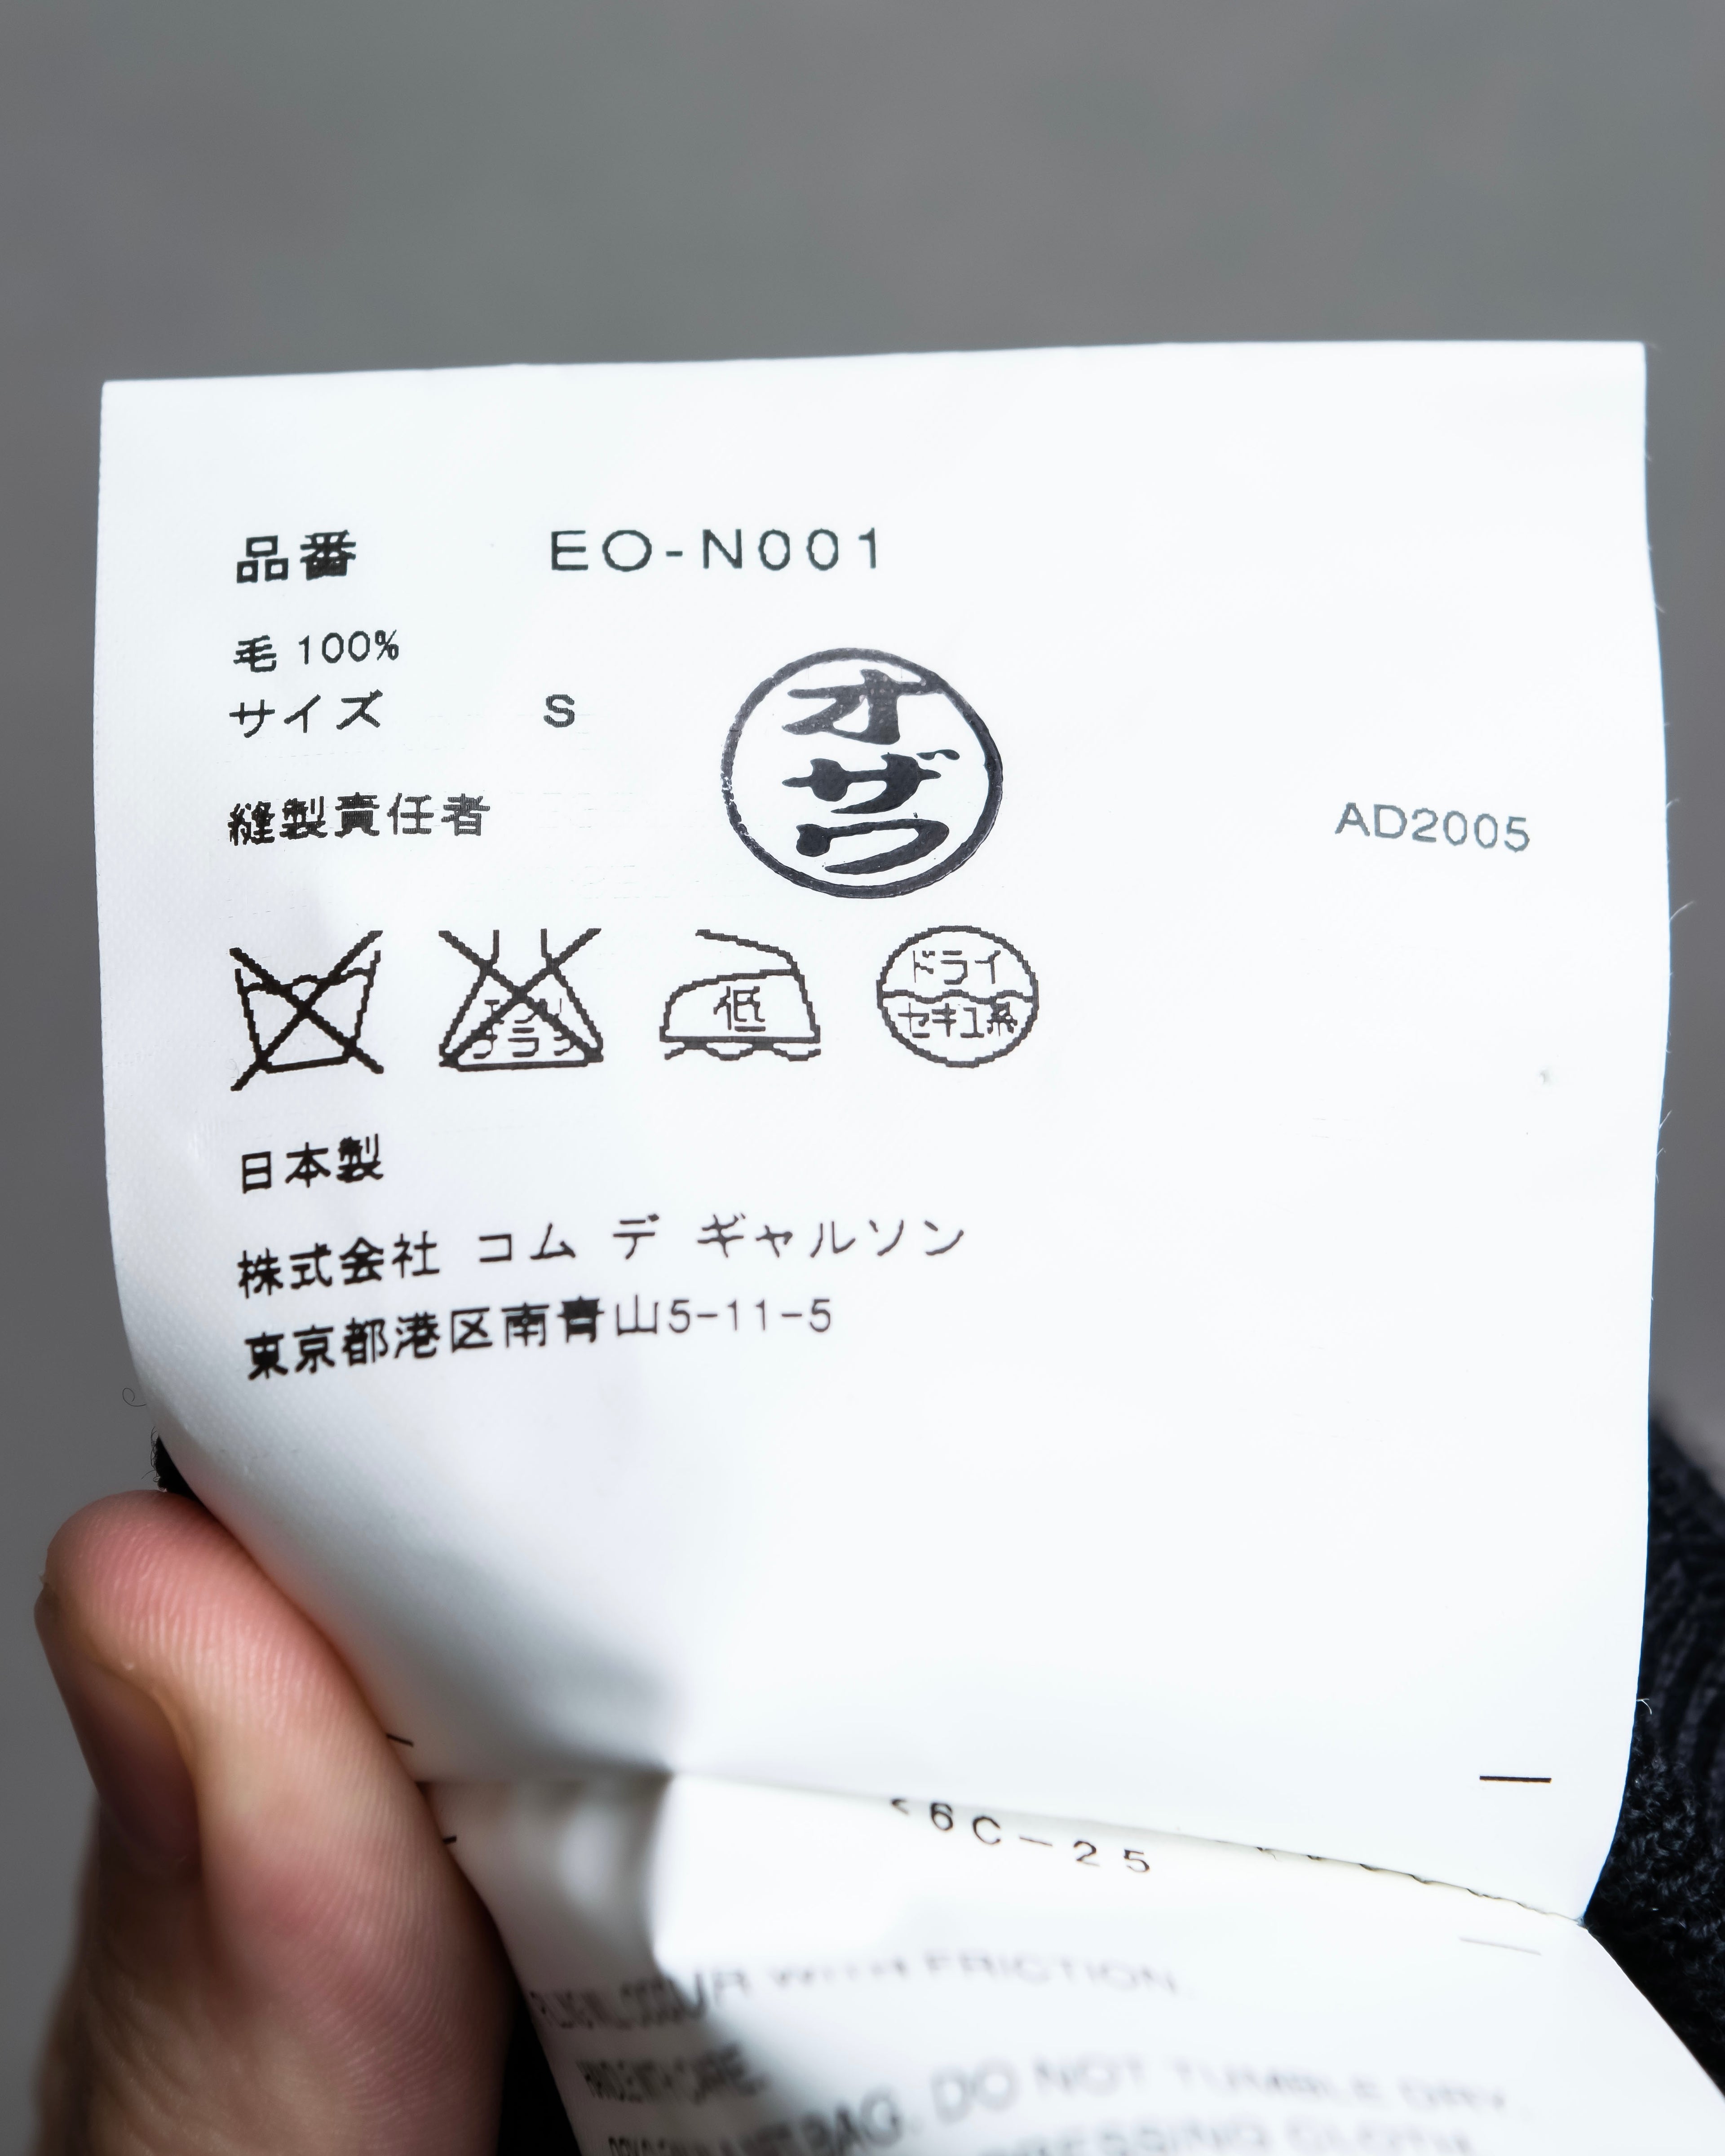 品番 EO-N001
毛 100%
サイズ S
オザワ
縫製責任者
AD2005
低
ドライ
セキユ系
日本製
株式会社 コム デ ギャルソン
東京都港区南青山5-11-5
6C-25
FRICTION.
BAG. DO NOT TUMBLE DRY.